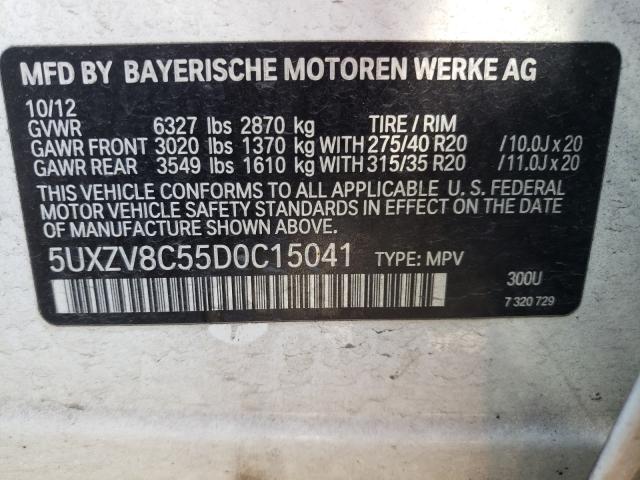 MFD BY BAYERISCHE MOTOREN WERKE AG
10/12
GVWR 6327 lbs 2870 kg TIRE / RIM
GAWR FRONT 3020 lbs 1370 kg WITH 275/40 R20 /10.0J x 20
GAWR REAR 3549 lbs 1610 kg WITH 315/35 R20 /11.0J x 20
THIS VEHICLE CONFORMS TO ALL APPLICABLE U. S. FEDERAL
MOTOR VEHICLE SAFETY STANDARDS IN EFFECT ON THE DATE
OF MANUFACTURE SHOWN ABOVE.
5UXZV8C55D0C15041 TYPE: MPV
300U
7 320 729